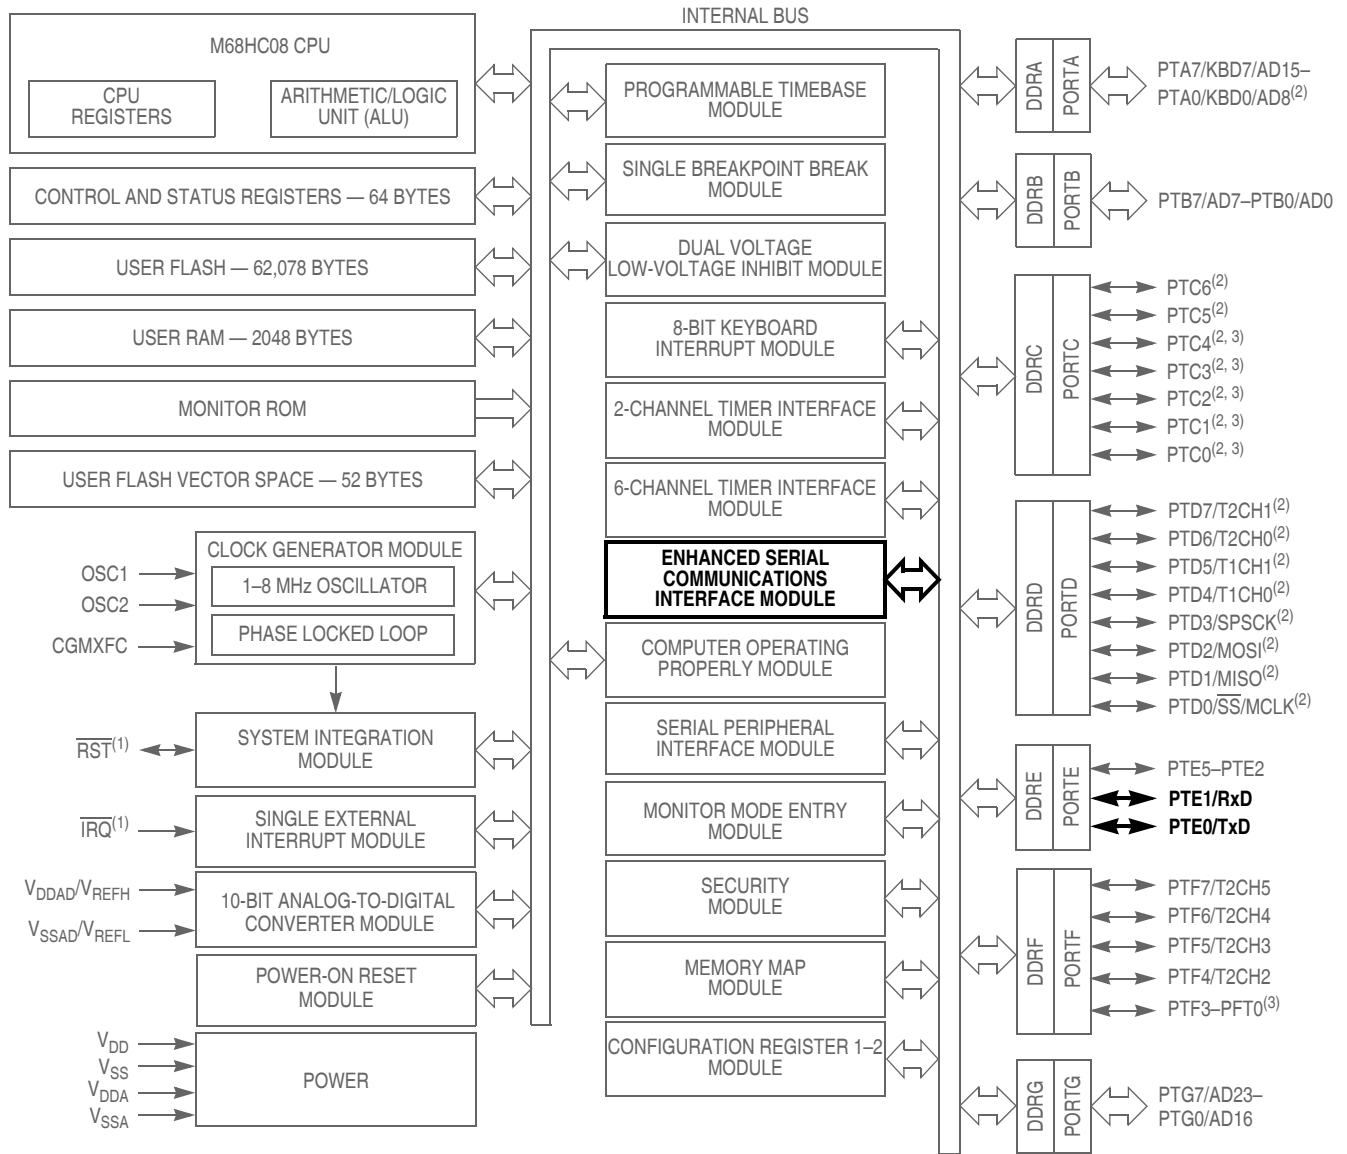 INTERNAL BUS
M68HC08 CPU
CPU
REGISTERS
ARITHMETIC/LOGIC
UNIT (ALU)
CONTROL AND STATUS REGISTERS — 64 BYTES
USER FLASH — 62,078 BYTES
USER RAM — 2048 BYTES
MONITOR ROM
USER FLASH VECTOR SPACE — 52 BYTES
OSC1
OSC2
CGMXFC
CLOCK GENERATOR MODULE
1–8 MHz OSCILLATOR
PHASE LOCKED LOOP
RST(1)
SYSTEM INTEGRATION
MODULE
IRQ(1)
SINGLE EXTERNAL
INTERRUPT MODULE
VDDAD/VREFH
VSSAD/VREFL
10-BIT ANALOG-TO-DIGITAL
CONVERTER MODULE
POWER-ON RESET
MODULE
VDD
VSS
VDDA
VSSA
POWER
PROGRAMMABLE TIMEBASE
MODULE
SINGLE BREAKPOINT BREAK
MODULE
DUAL VOLTAGE
LOW-VOLTAGE INHIBIT MODULE
8-BIT KEYBOARD
INTERRUPT MODULE
2-CHANNEL TIMER INTERFACE
MODULE
6-CHANNEL TIMER INTERFACE
MODULE
ENHANCED SERIAL
COMMUNICATIONS
INTERFACE MODULE
COMPUTER OPERATING
PROPERLY MODULE
SERIAL PERIPHERAL
INTERFACE MODULE
MONITOR MODE ENTRY
MODULE
SECURITY
MODULE
MEMORY MAP
MODULE
CONFIGURATION REGISTER 1–2
MODULE
DDRA
PORTA
PTA7/KBD7/AD15–
PTA0/KBD0/AD8(2)
DDRB
PORTB
PTB7/AD7–PTB0/AD0
DDRC
PORTC
PTC6(2)
PTC5(2)
PTC4(2, 3)
PTC3(2, 3)
PTC2(2, 3)
PTC1(2, 3)
PTC0(2, 3)
DDRD
PORTD
PTD7/T2CH1(2)
PTD6/T2CH0(2)
PTD5/T1CH1(2)
PTD4/T1CH0(2)
PTD3/SPSCK(2)
PTD2/MOSI(2)
PTD1/MISO(2)
PTD0/SS/MCLK(2)
DDRE
PORTE
PTE5–PTE2
PTE1/RxD
PTE0/TxD
DDRF
PORTF
PTF7/T2CH5
PTF6/T2CH4
PTF5/T2CH3
PTF4/T2CH2
PTF3–PFT0(3)
DDRG
PORTG
PTG7/AD23–
PTG0/AD16